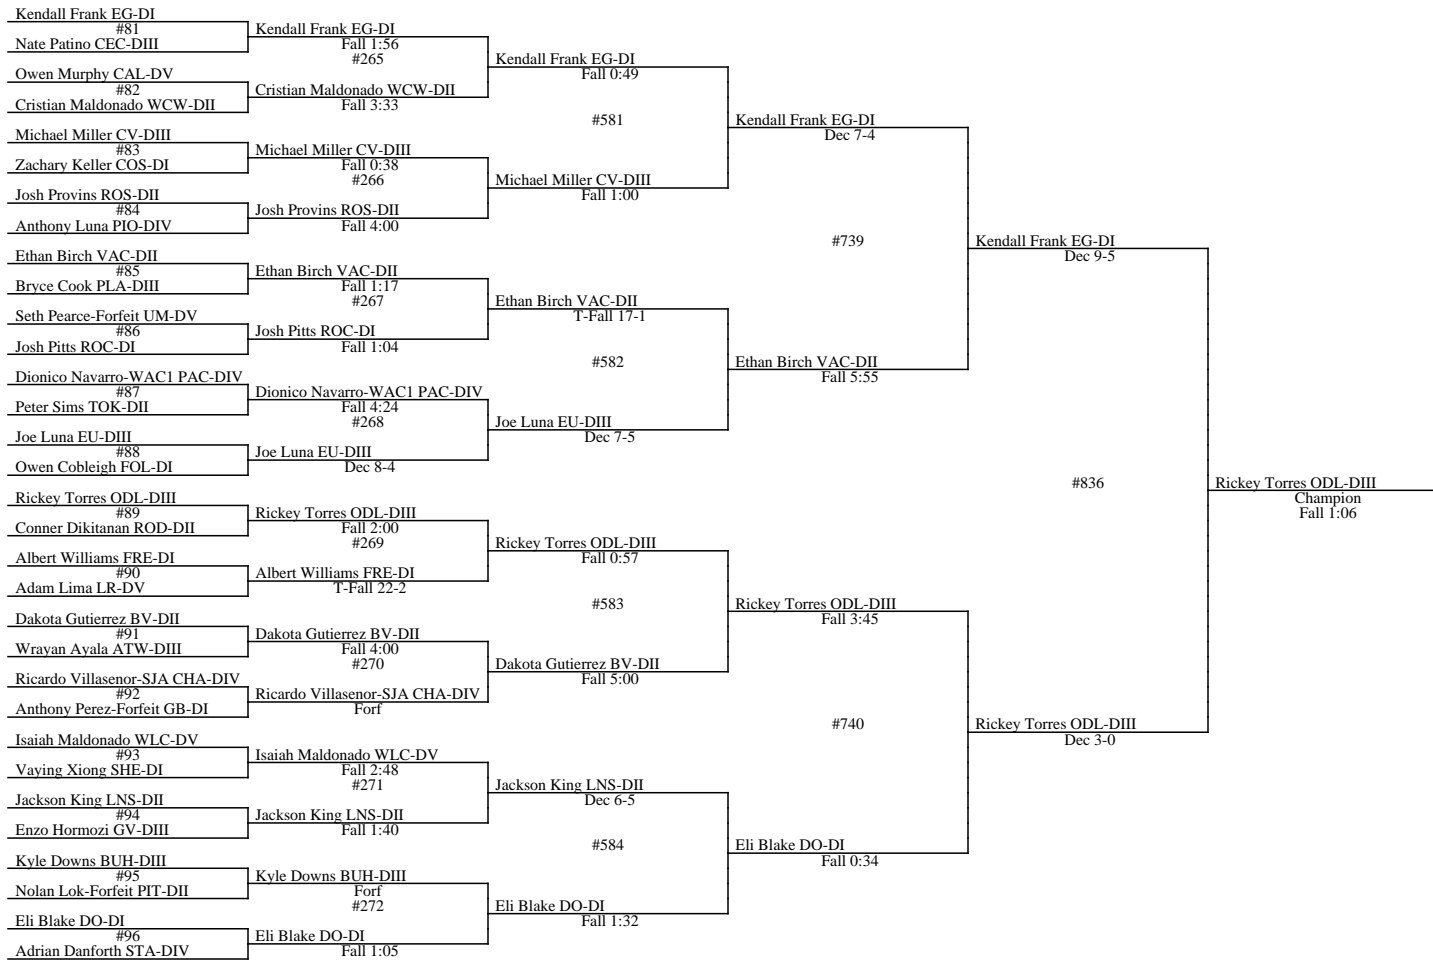 Kendall Frank EG-DI
#81
Nate Patino CEC-DIII
Owen Murphy CAL-DV
#82
Cristian Maldonado WCW-DII
Michael Miller CV-DIII
#83
Zachary Keller COS-DI
Josh Provins ROS-DII
#84
Anthony Luna PIO-DIV
Ethan Birch VAC-DII
#85
Bryce Cook PLA-DIII
Seth Pearce-Forfeit UM-DV
#86
Josh Pitts ROC-DI
Dionico Navarro-WAC1 PAC-DIV
#87
Peter Sims TOK-DII
Joe Luna EU-DIII
#88
Owen Cobleigh FOL-DI
Rickey Torres ODL-DIII
#89
Conner Dikitanan ROD-DII
Albert Williams FRE-DI
#90
Adam Lima LR-DV
Dakota Gutierrez BV-DII
#91
Wrayan Ayala ATW-DIII
Ricardo Villasenor-SJA CHA-DIV
#92
Anthony Perez-Forfeit GB-DI
Isaiah Maldonado WLC-DV
#93
Vaying Xiong SHE-DI
Jackson King LNS-DII
#94
Enzo Hormozi GV-DIII
Kyle Downs BUH-DIII
#95
Nolan Lok-Forfeit PIT-DII
Eli Blake DO-DI
#96
Adrian Danforth STA-DIV
Kendall Frank EG-DI
Fall 1:56
#265
Cristian Maldonado WCW-DII
Fall 3:33
Michael Miller CV-DIII
Fall 0:38
#266
Josh Provins ROS-DII
Fall 4:00
Ethan Birch VAC-DII
Fall 1:17
#267
Josh Pitts ROC-DI
Fall 1:04
Dionico Navarro-WAC1 PAC-DIV
Fall 4:24
#268
Joe Luna EU-DIII
Dec 8-4
Rickey Torres ODL-DIII
Fall 2:00
#269
Albert Williams FRE-DI
T-Fall 22-2
Dakota Gutierrez BV-DII
Fall 4:00
#270
Ricardo Villasenor-SJA CHA-DIV
Forf
Isaiah Maldonado WLC-DV
Fall 2:48
#271
Jackson King LNS-DII
Fall 1:40
Kyle Downs BUH-DIII
Forf
#272
Eli Blake DO-DI
Fall 1:05
Kendall Frank EG-DI
Fall 0:49
#581
Michael Miller CV-DIII
Fall 1:00
Ethan Birch VAC-DII
T-Fall 17-1
#582
Joe Luna EU-DIII
Dec 7-5
Rickey Torres ODL-DIII
Fall 0:57
#583
Dakota Gutierrez BV-DII
Fall 5:00
Jackson King LNS-DII
Dec 6-5
#584
Eli Blake DO-DI
Fall 1:32
Kendall Frank EG-DI
Dec 7-4
#739
Ethan Birch VAC-DII
Fall 5:55
Rickey Torres ODL-DIII
Fall 3:45
#740
Eli Blake DO-DI
Fall 0:34
Kendall Frank EG-DI
Dec 9-5
#836
Rickey Torres ODL-DIII
Dec 3-0
Rickey Torres ODL-DIII
Champion
Fall 1:06